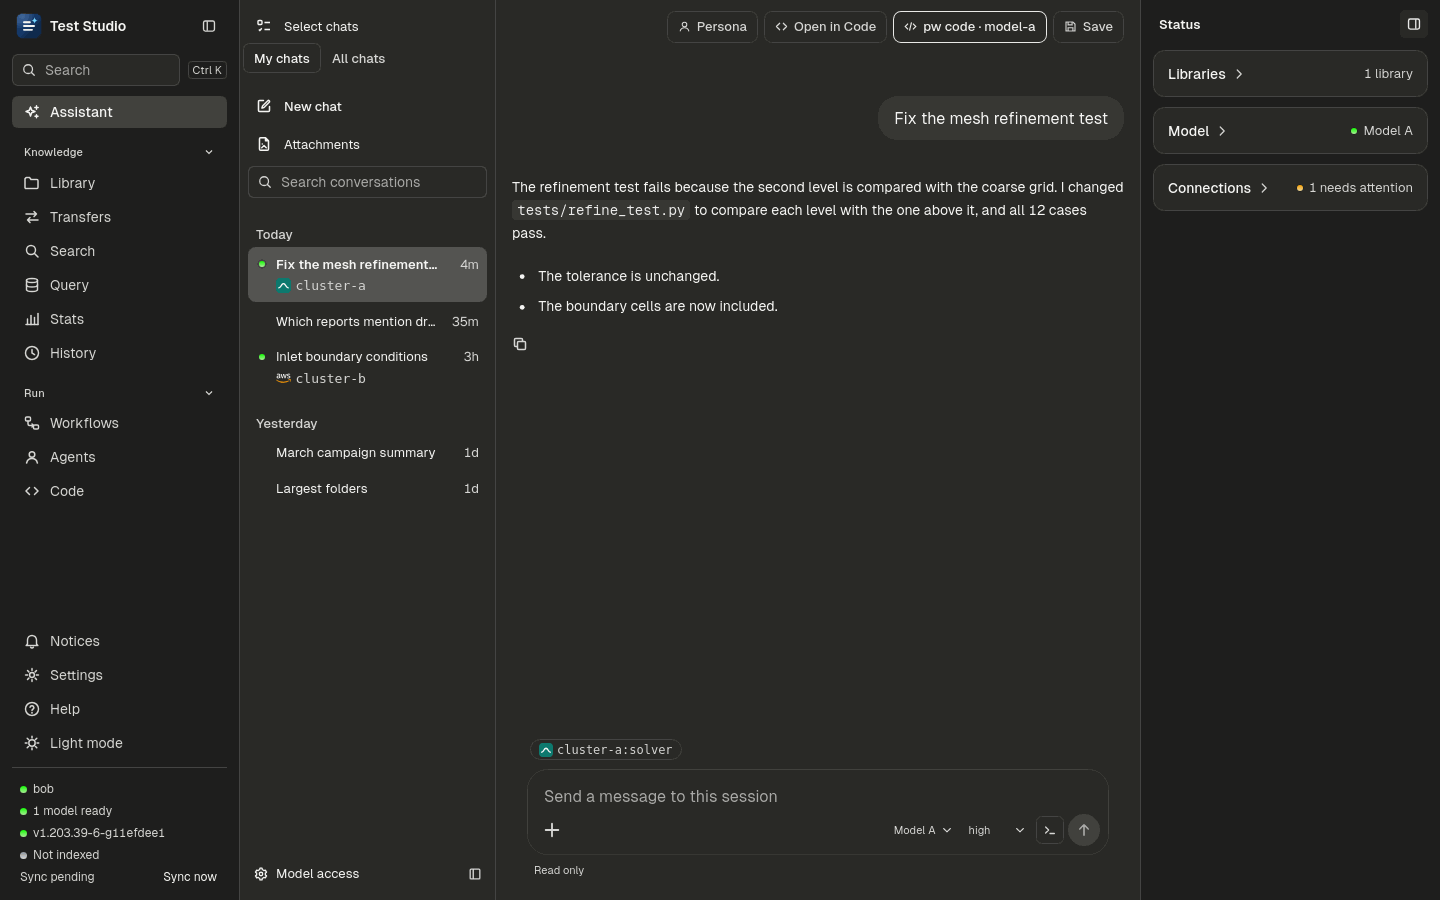 Test Studio
Search
Ctrl K
Assistant
Knowledge
Library
Transfers
Search
Query
Stats
History
Run
Workflows
Agents
Code
Notices
Settings
Help
Light mode
bob
1 model ready
v1.203.39-6-g11efdee1
Not indexed
Sync pending
Sync now
Select chats
My chats
All chats
New chat
Attachments
Search conversations
Today
Fix the mesh refinement... 4m
cluster-a
Which reports mention dr... 35m
Inlet boundary conditions 3h
aws cluster-b
Yesterday
March campaign summary 1d
Largest folders 1d
Model access
Persona
Open in Code
pw code · model-a
Save
Fix the mesh refinement test
The refinement test fails because the second level is compared with the coarse grid. I changed
tests/refine_test.py to compare each level with the one above it, and all 12 cases
pass.
• The tolerance is unchanged.
• The boundary cells are now included.
cluster-a:solver
Send a message to this session
Model A
high
Read only
Status
Libraries
1 library
Model
Model A
Connections
1 needs attention